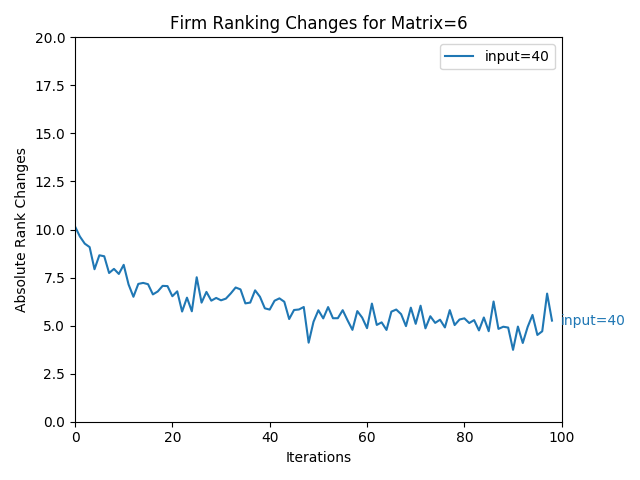 Firm Ranking Changes for Matrix=6
20.0
17.5
15.0
12.5
10.0
7.5
5.0
2.5
0.0
Absolute Rank Changes
input=40
input=40
0 20 40 60 80 100
Iterations